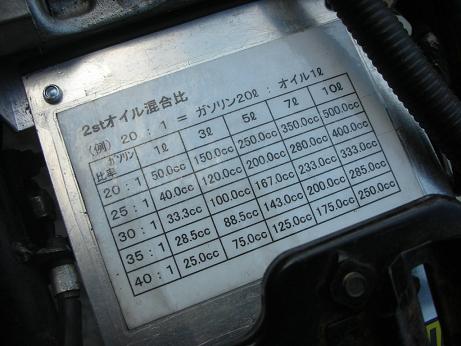 2stオイル混合比
(例) 20 : 1 = ガソリン20ℓ : オイル1ℓ
ガソリン 比率 1ℓ 3ℓ 5ℓ 7ℓ 10ℓ
20 : 1 50.0cc 150.0cc 250.0cc 350.0cc 500.0cc
25 : 1 40.0cc 120.0cc 200.0cc 280.0cc 400.0cc
30 : 1 33.3cc 100.0cc 167.0cc 233.0cc 333.0cc
35 : 1 28.5cc 88.5cc 143.0cc 200.0cc 285.0cc
40 : 1 25.0cc 75.0cc 125.0cc 175.0cc 250.0cc